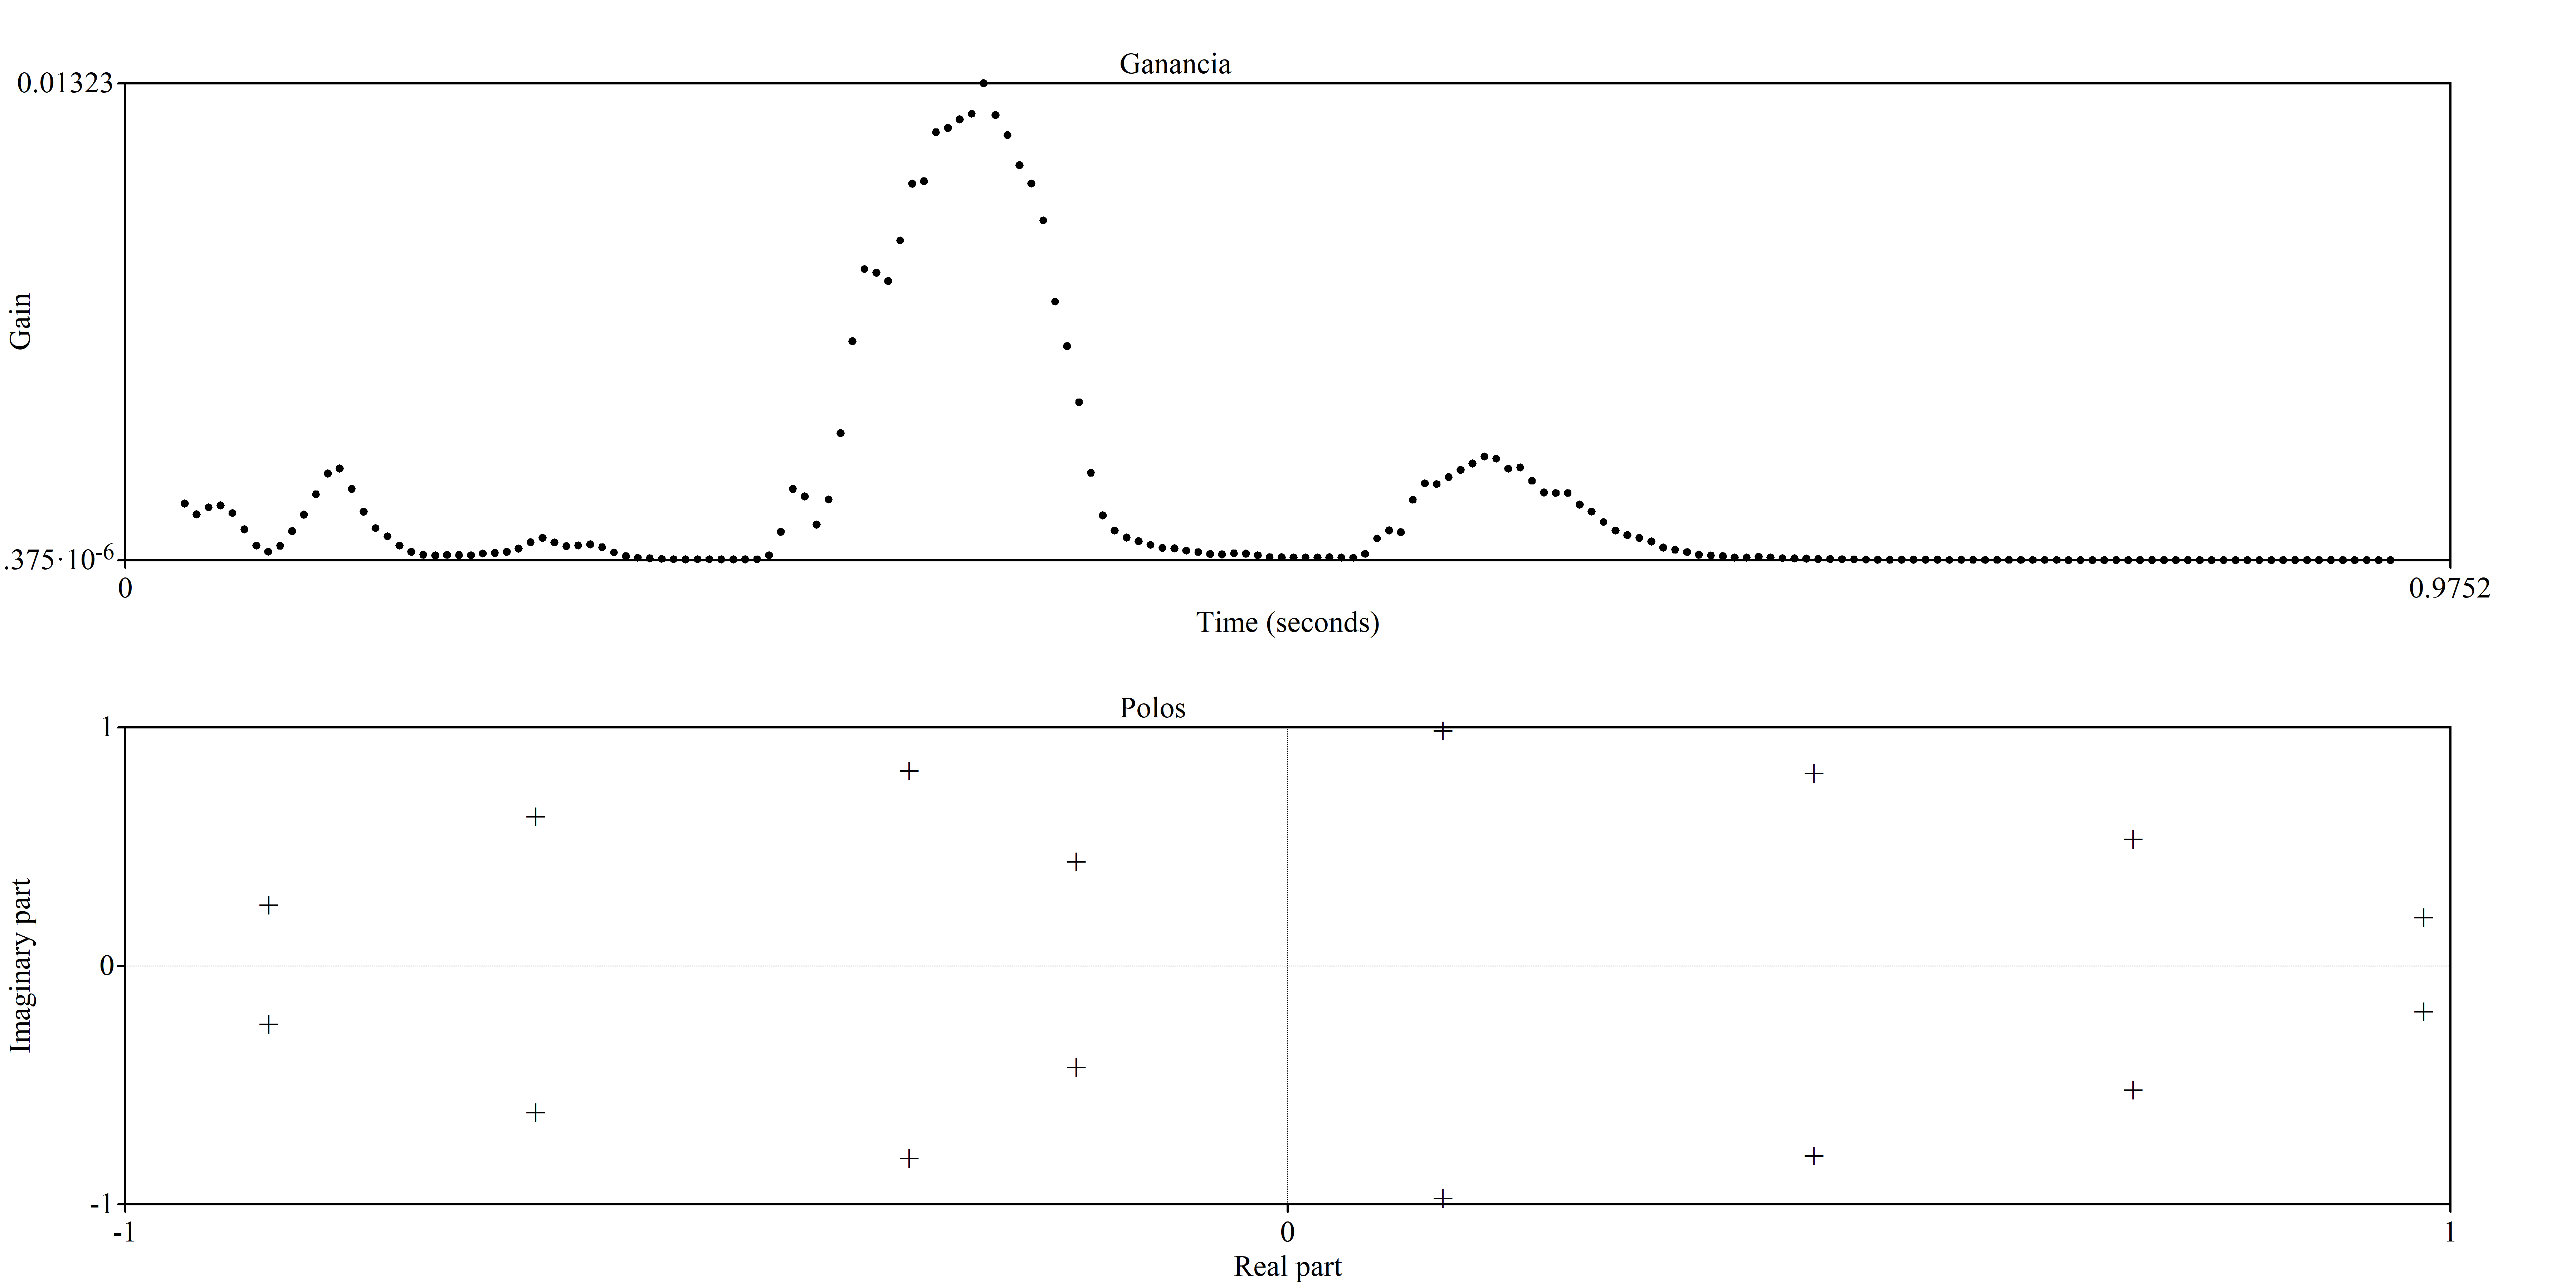 Ganancia
0.01323
Gain
.375·10-6
0
0.9752
Time (seconds)
Polos
1
Imaginary part
0
-1
-1
0
1
Real part